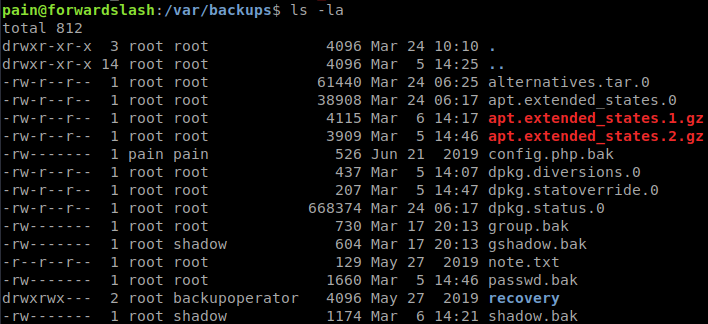 pain@forwardslash:/var/backups$ ls -la
total 812
drwxr-xr-x  3 root root             4096 Mar 24 10:10 .
drwxr-xr-x 14 root root             4096 Mar  5 14:25 ..
-rw-r--r--  1 root root            61440 Mar 24 06:25 alternatives.tar.0
-rw-r--r--  1 root root            38908 Mar 24 06:17 apt.extended_states.0
-rw-r--r--  1 root root             4115 Mar  6 14:17 apt.extended_states.1.gz
-rw-r--r--  1 root root             3909 Mar  5 14:46 apt.extended_states.2.gz
-rw-------  1 pain pain              526 Jun 21  2019 config.php.bak
-rw-r--r--  1 root root              437 Mar  5 14:07 dpkg.diversions.0
-rw-r--r--  1 root root              207 Mar  5 14:47 dpkg.statoverride.0
-rw-r--r--  1 root root           668374 Mar 24 06:17 dpkg.status.0
-rw-------  1 root root              730 Mar 17 20:13 group.bak
-rw-------  1 root shadow            604 Mar 17 20:13 gshadow.bak
-r--r--r--  1 root root              129 May 27  2019 note.txt
-rw-------  1 root root             1660 Mar  5 14:46 passwd.bak
drwxrwx---  2 root backupoperator   4096 May 27  2019 recovery
-rw-------  1 root shadow           1174 Mar  6 14:21 shadow.bak